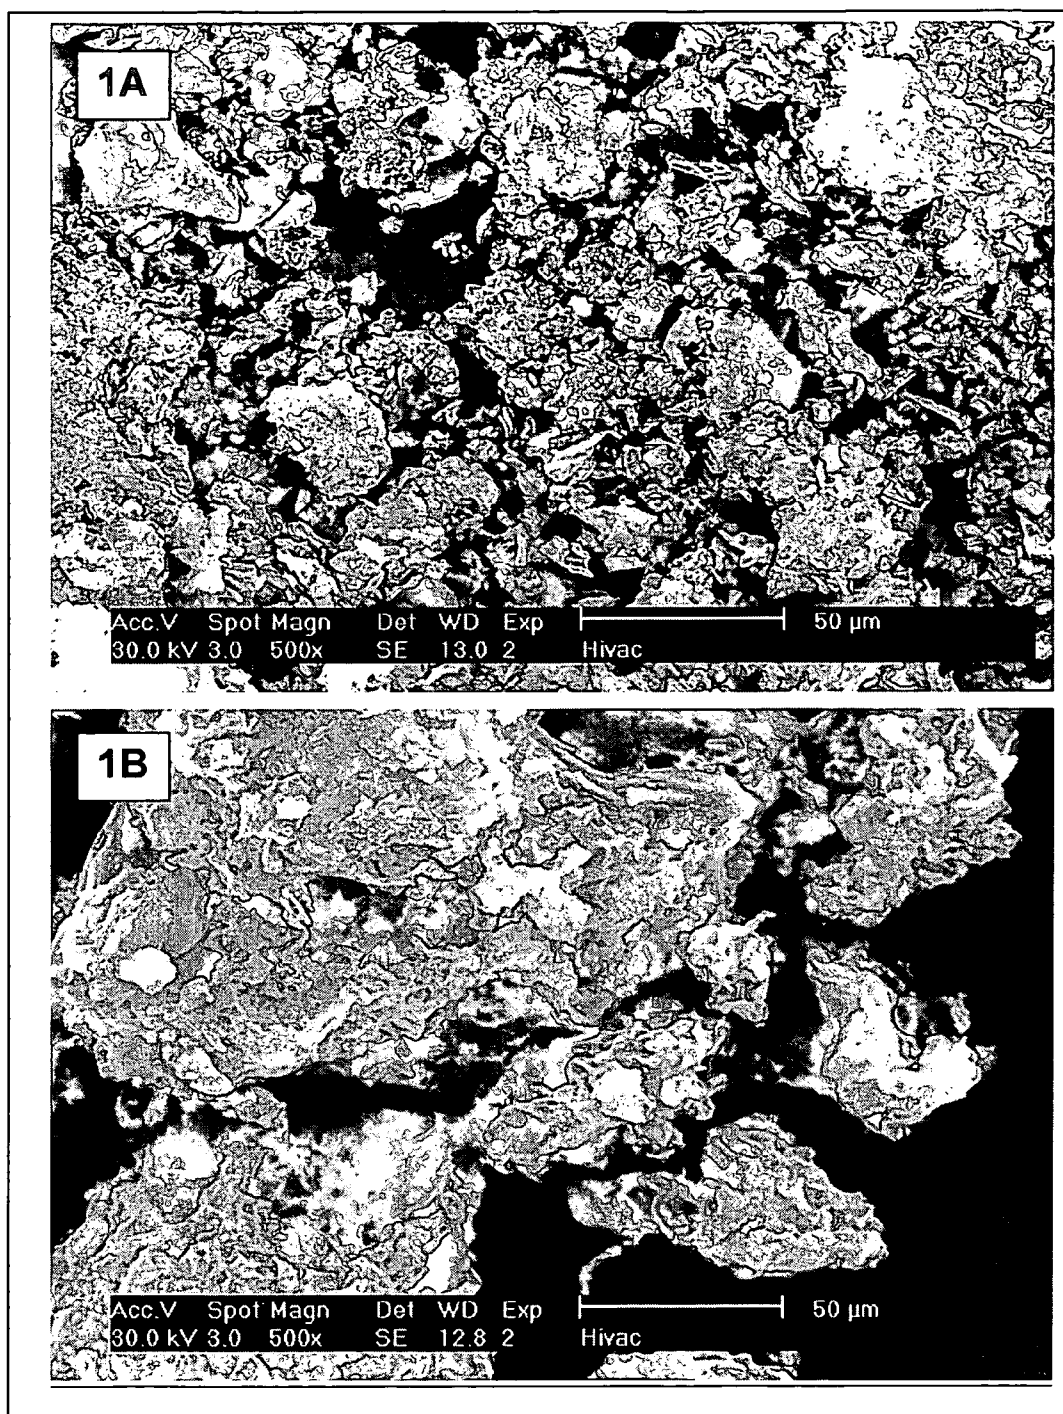 1A
Acc.V Spot Magn Det WD Exp 50 µm
30.0 kV 3.0 500x SE 13.0 2 Hivac
1B
Acc.V Spot Magn Det WD Exp 50 µm
30.0 kV 3.0 500x SE 12.8 2 Hivac